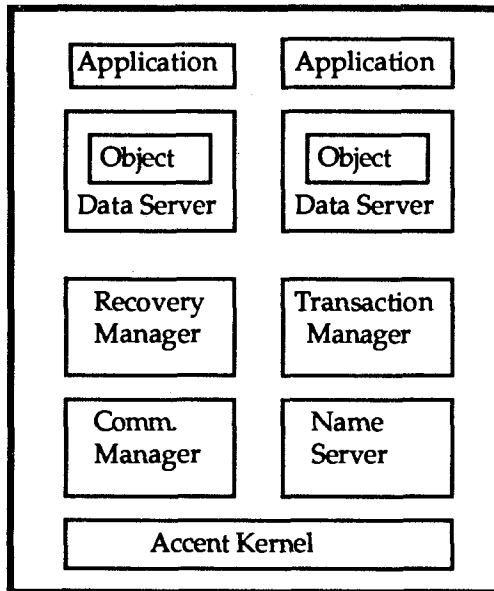 Application
Application
Object
Data Server
Object
Data Server
Recovery
Manager
Transaction
Manager
Comm.
Manager
Name
Server
Accent Kernel